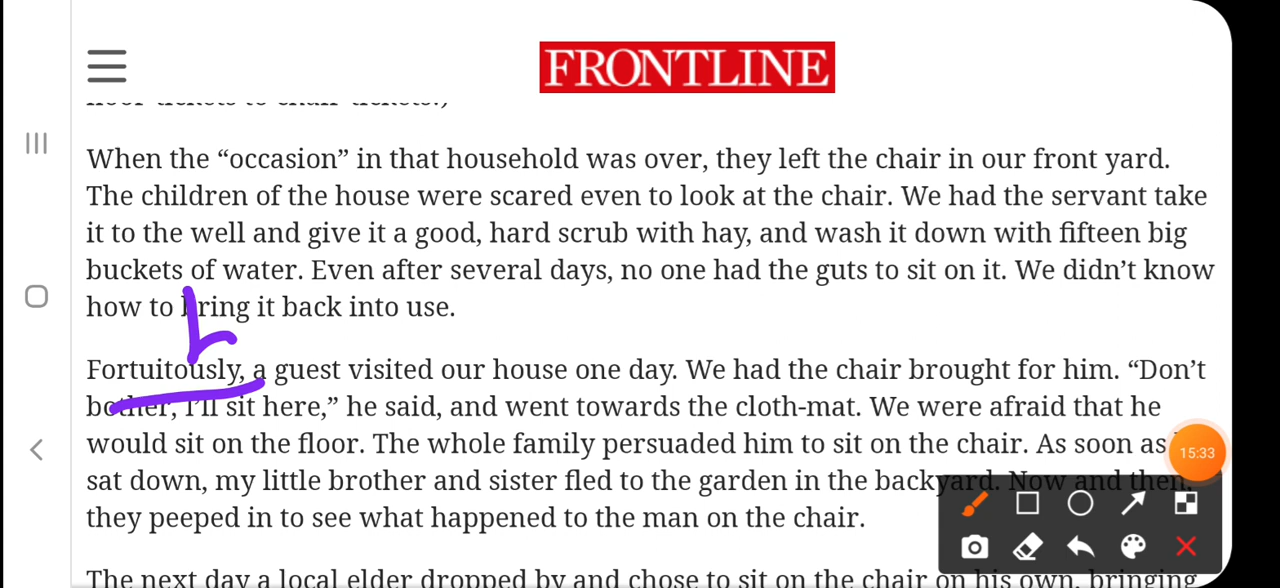 FRONTLINE
floor-tickets to chair-tickets.)
When the “occasion” in that household was over, they left the chair in our front yard.
The children of the house were scared even to look at the chair. We had the servant take
it to the well and give it a good, hard scrub with hay, and wash it down with fifteen big
buckets of water. Even after several days, no one had the guts to sit on it. We didn’t know
how to bring it back into use.
Fortuitously, a guest visited our house one day. We had the chair brought for him. “Don’t
bother, I’ll sit here,” he said, and went towards the cloth-mat. We were afraid that he
would sit on the floor. The whole family persuaded him to sit on the chair. As soon as
15:33
sat down, my little brother and sister fled to the garden in the backyard. Now and then,
they peeped in to see what happened to the man on the chair.
The next day a local elder dropped by and chose to sit on the chair on his own, bringing